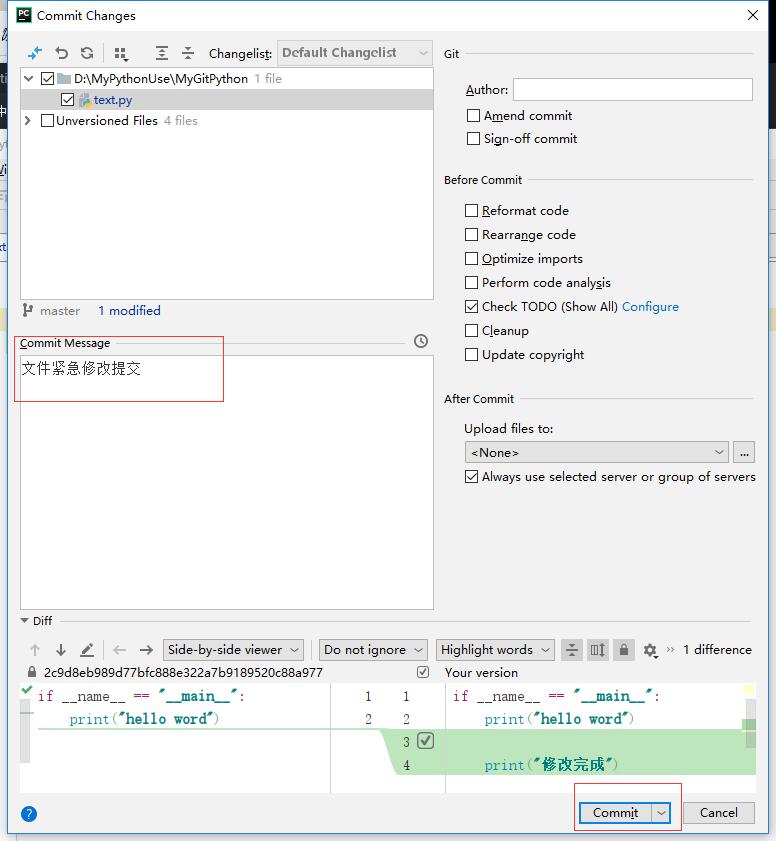 PC Commit Changes
Changelist: Default Changelist
D:\MyPythonUse\MyGitPython 1 file
text.py
Unversioned Files 4 files
master 1 modified
Commit Message
文件紧急修改提交
Git
Author:
Amend commit
Sign-off commit
Before Commit
Reformat code
Rearrange code
Optimize imports
Perform code analysis
Check TODO (Show All) Configure
Cleanup
Update copyright
After Commit
Upload files to:
<None>
...
Always use selected server or group of servers
Diff
Side-by-side viewer Do not ignore Highlight words 1 difference
2c9d8eb989d77bfc888e322a7b9189520c88a977 Your version
if __name__ == "__main__": 1 1 if __name__ == "__main__":
print("hello word") 2 2 print("hello word")
3
4 print("修改完成")
? Commit Cancel